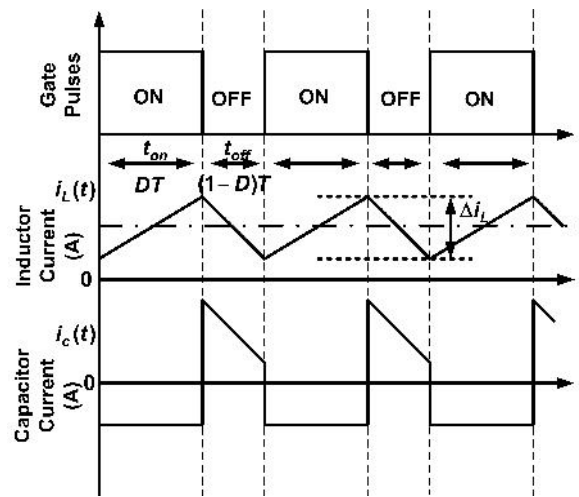 Gate
Pulses
ON
OFF
ON
OFF
ON
t_on
t_off
DT
(1-D)T
i_L(t)
Δi_L
Inductor
Current
(A)
0
i_c(t)
0
Capacitor
Current
(A)